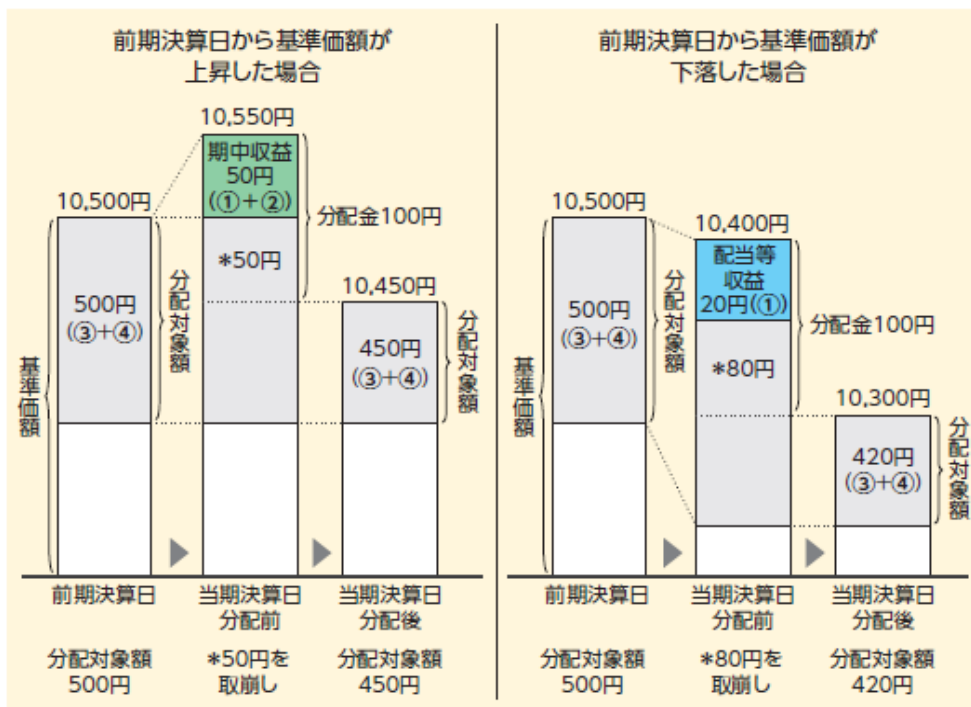 前期決算日から基準価額が
上昇した場合
10,550円
期中収益
50円
(①+②)
10,500円
分配金100円
*50円
10,450円
500円
(③+④)
分配対象額
450円
(③+④)
分配対象額
基準価額
前期決算日
当期決算日
分配前
当期決算日
分配後
分配対象額
500円
*50円を
取崩し
分配対象額
450円
前期決算日から基準価額が
下落した場合
10,500円
10,400円
配当等
収益
20円(①)
500円
(③+④)
分配対象額
分配金100円
*80円
10,300円
基準価額
420円
(③+④)
分配対象額
前期決算日
当期決算日
分配前
当期決算日
分配後
分配対象額
500円
*80円を
取崩し
分配対象額
420円